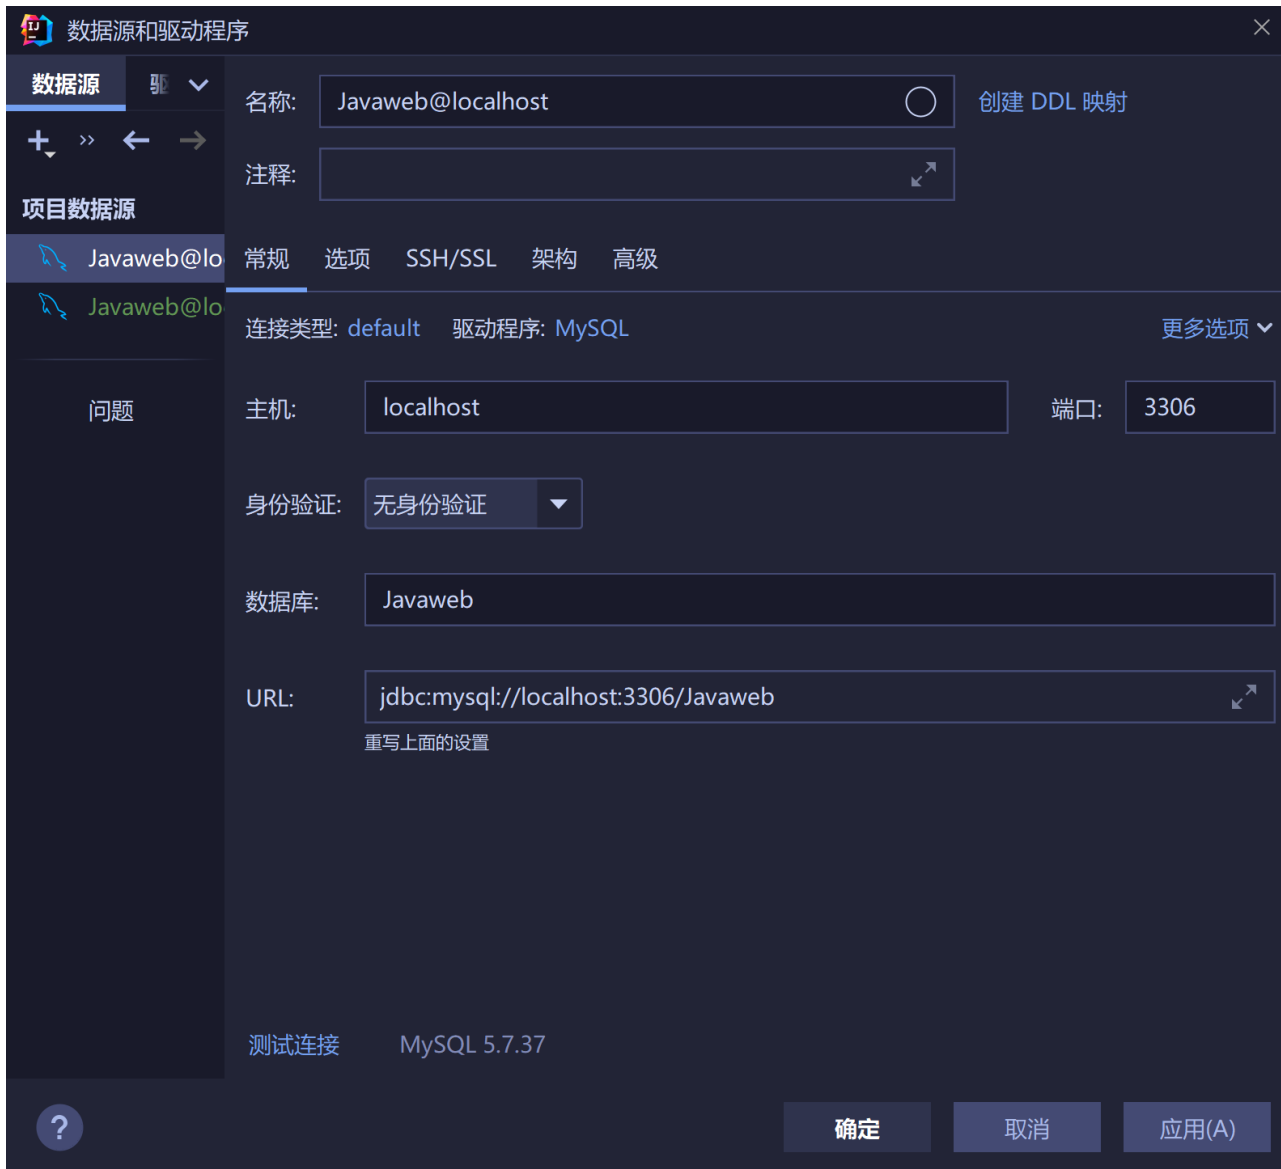 数据源和驱动程序
数据源
名称: Javaweb@localhost 创建 DDL 映射
注释:
项目数据源
Javaweb@lo
Javaweb@lo
问题
常规 选项 SSH/SSL 架构 高级
连接类型: default 驱动程序: MySQL 更多选项
主机: localhost 端口: 3306
身份验证: 无身份验证
数据库: Javaweb
URL: jdbc:mysql://localhost:3306/Javaweb
重写上面的设置
测试连接 MySQL 5.7.37
? 确定 取消 应用(A)